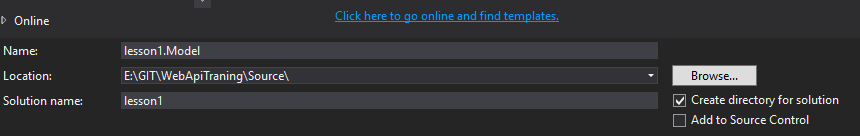 Online
Click here to go online and find templates.
Name: lesson1.Model
Location: E:\GIT\WebApiTraning\Source\ Browse...
Solution name: lesson1
Create directory for solution
Add to Source Control